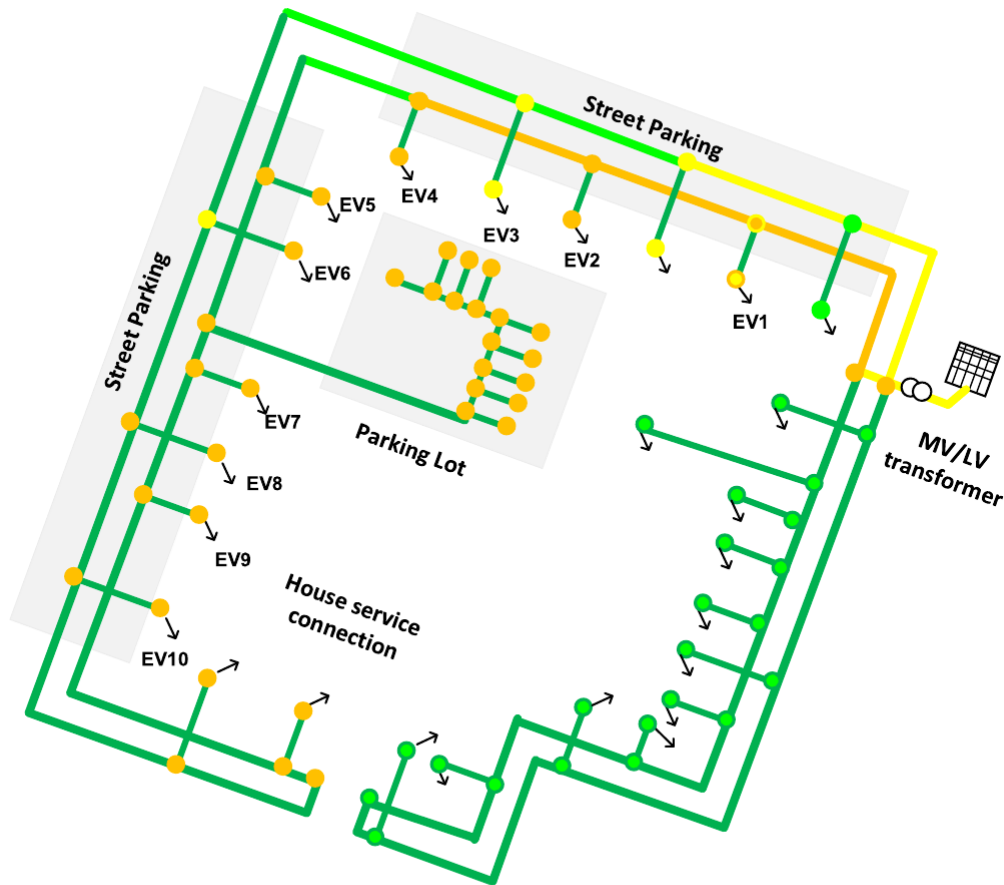 Street Parking
EV4
EV3
EV2
EV1
EV5
EV6
Street Parking
EV7
Parking Lot
EV8
MV/LV
transformer
EV9
House service
connection
EV10